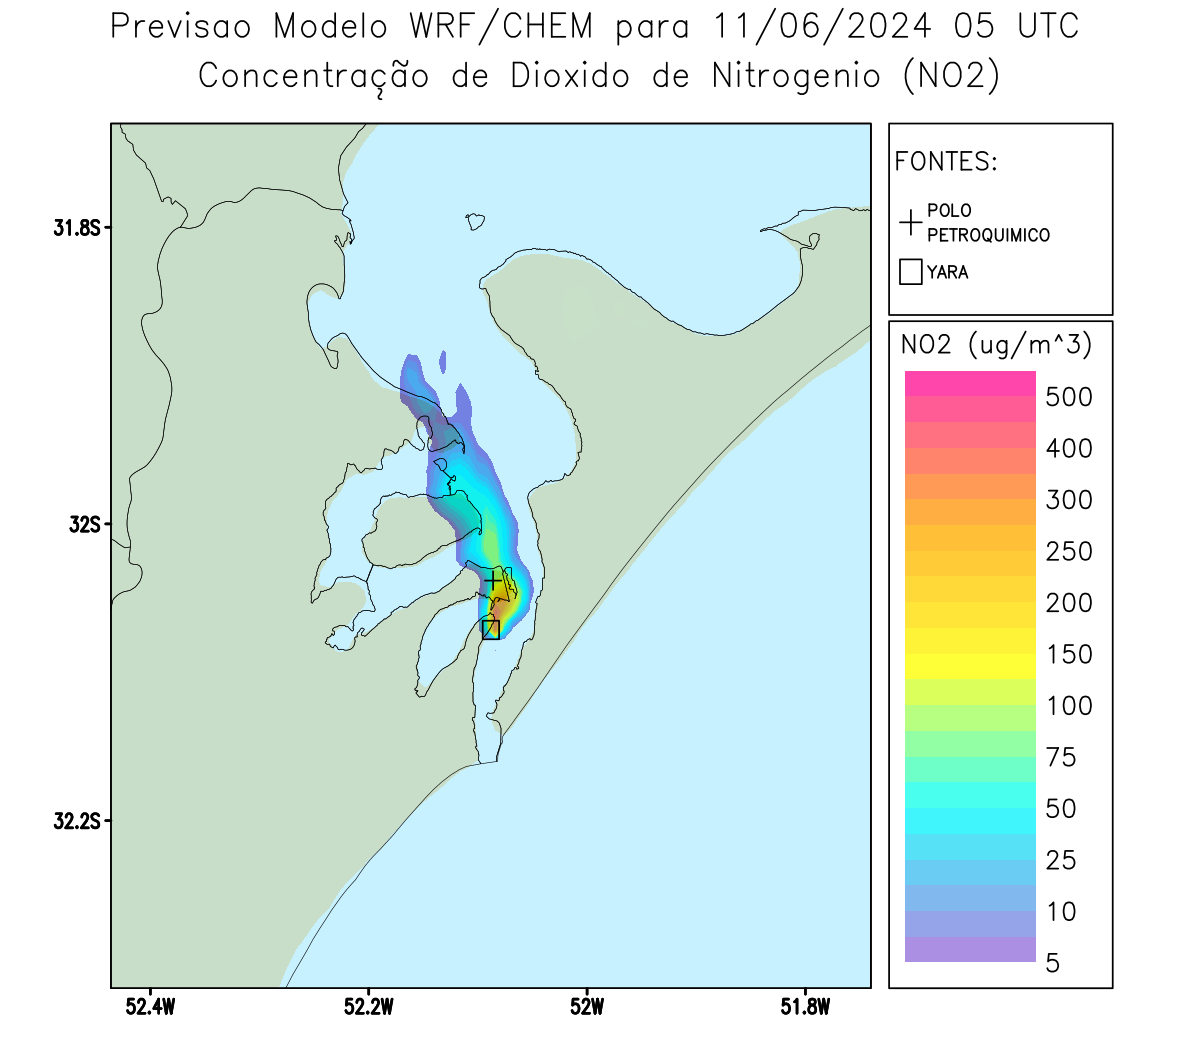 Previsao Modelo WRF/CHEM para 11/06/2024 05 UTC
Concentração de Dioxido de Nitrogenio (NO2)
FONTES:
POLO
PETROQUIMICO
YARA
NO2 (ug/m^3)
500
400
300
250
200
150
100
75
50
25
10
5
31.8S
32S
32.2S
52.4W
52.2W
52W
51.8W